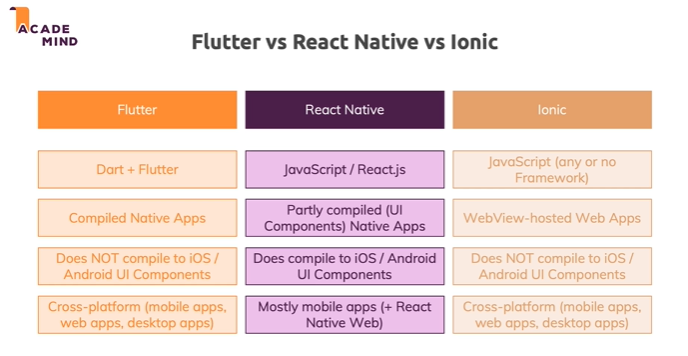 ACADE
MIND
Flutter vs React Native vs Ionic
Flutter
React Native
Ionic
Dart + Flutter
JavaScript / React.js
JavaScript (any or no
Framework)
Compiled Native Apps
Partly compiled (UI
Components) Native Apps
WebView-hosted Web Apps
Does NOT compile to iOS /
Android UI Components
Does compile to iOS / Android
UI Components
Does NOT compile to iOS /
Android UI Components
Cross-platform (mobile apps,
web apps, desktop apps)
Mostly mobile apps (+ React
Native Web)
Cross-platform (mobile apps,
web apps, desktop apps)